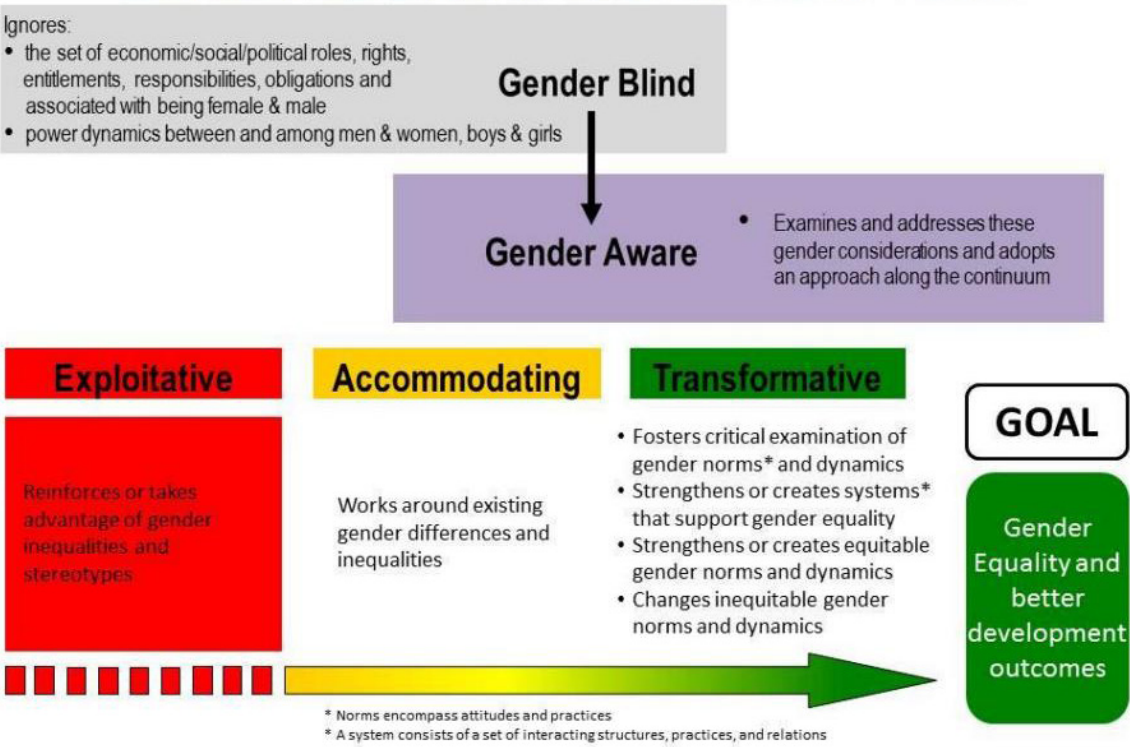 Ignores:
• the set of economic/social/political roles, rights,
entitlements, responsibilities, obligations and
associated with being female & male
• power dynamics between and among men & women, boys & girls
Gender Blind
Gender Aware
• Examines and addresses these
gender considerations and adopts
an approach along the continuum
Exploitative
Reinforces or takes
advantage of gender
inequalities and
stereotypes
Accommodating
Works around existing
gender differences and
inequalities
Transformative
• Fosters critical examination of
gender norms* and dynamics
• Strengthens or creates systems*
that support gender equality
• Strengthens or creates equitable
gender norms and dynamics
• Changes inequitable gender
norms and dynamics
GOAL
Gender
Equality and
better
development
outcomes
* Norms encompass attitudes and practices
* A system consists of a set of interacting structures, practices, and relations